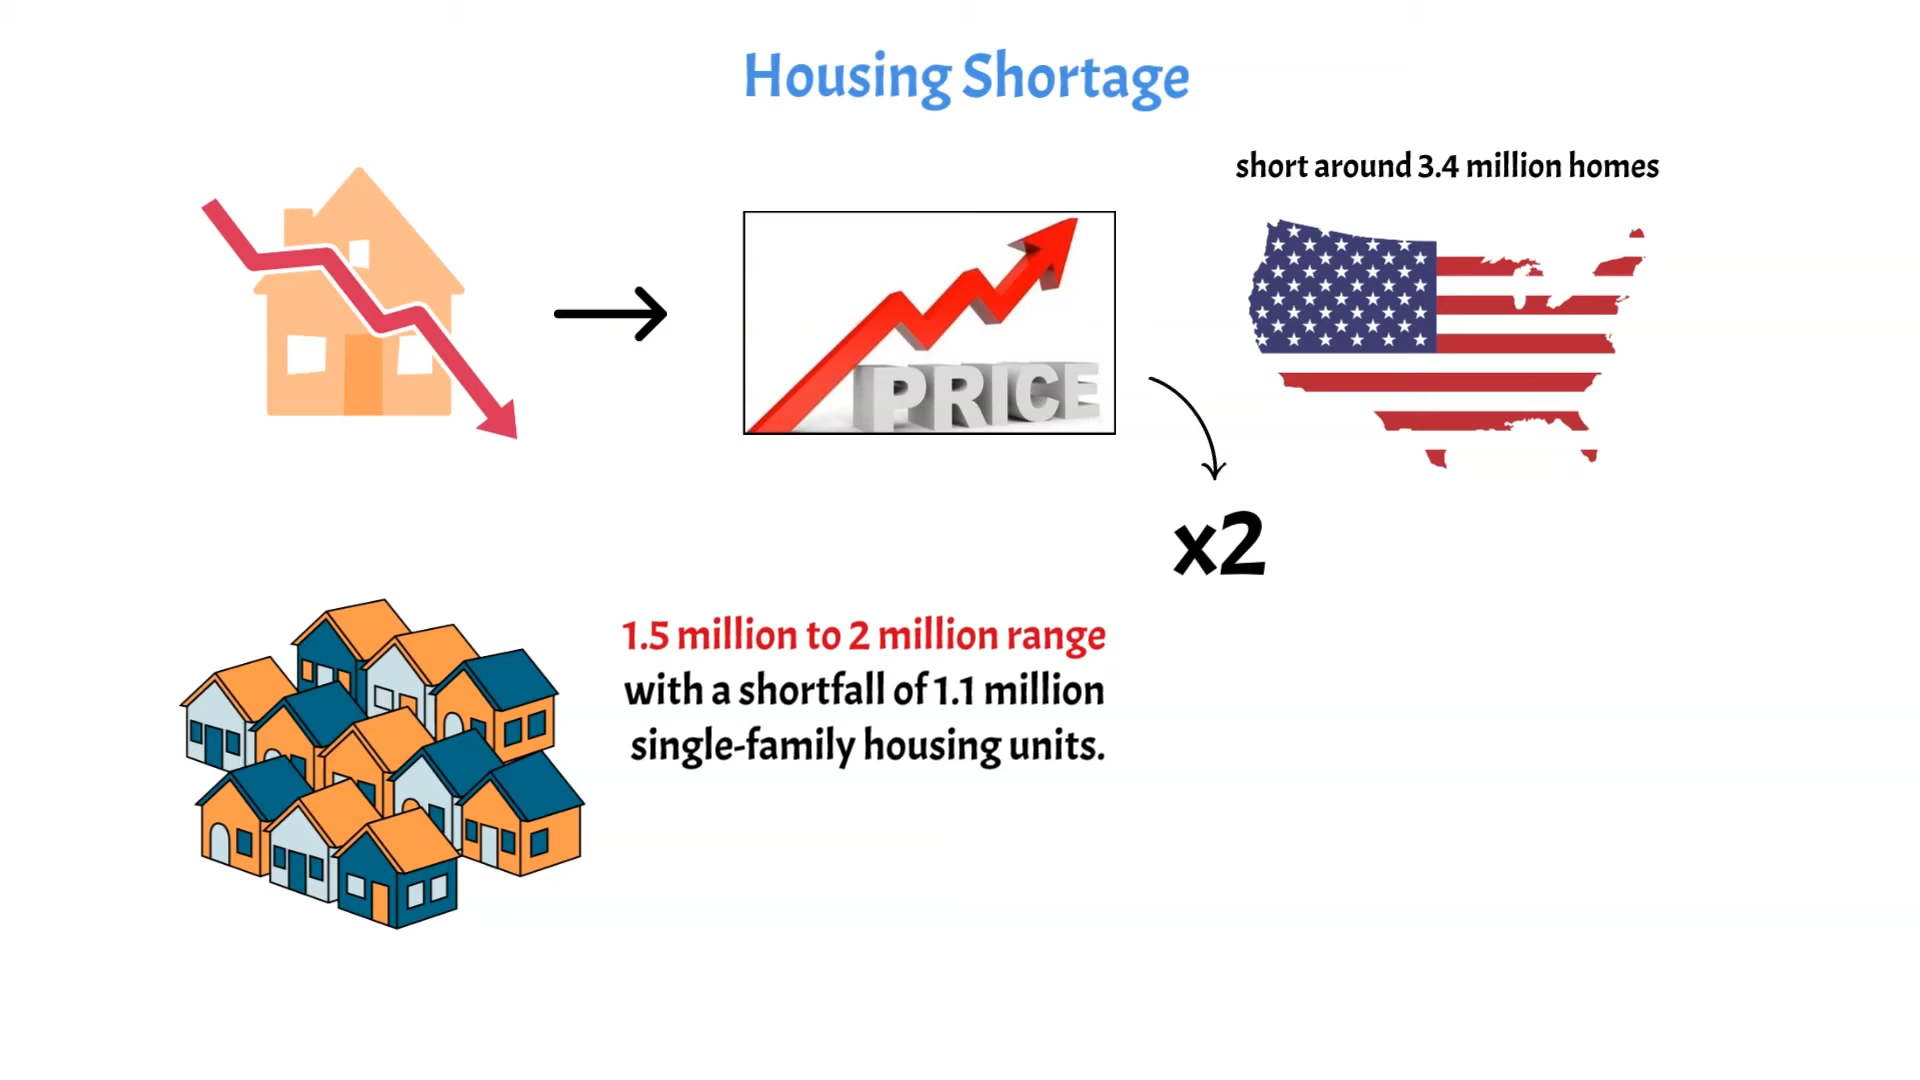 Housing Shortage
short around 3.4 million homes
PRICE
x2
1.5 million to 2 million range
with a shortfall of 1.1 million
single-family housing units.